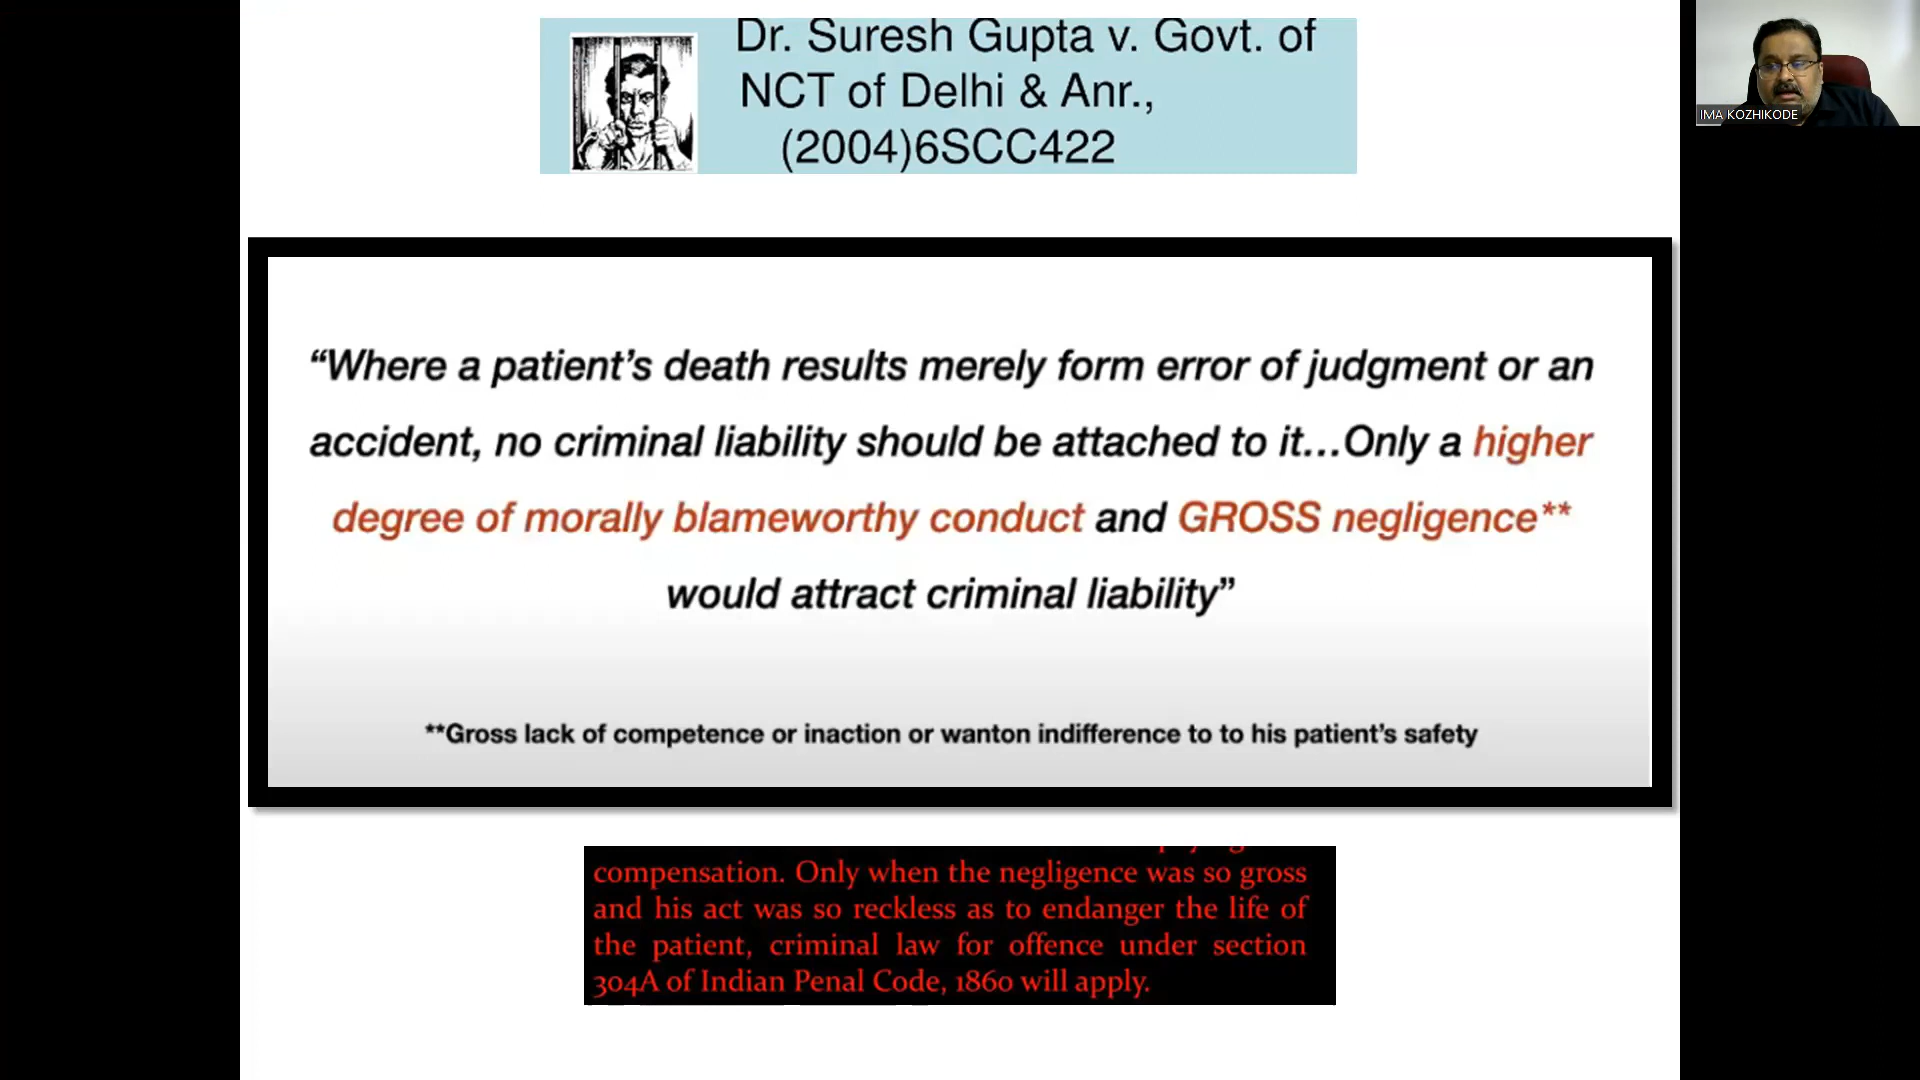 Dr. Suresh Gupta v. Govt. of
NCT of Delhi & Anr.,
(2004)6SCC422
IMA KOZHIKODE
“Where a patient’s death results merely form error of judgment or an
accident, no criminal liability should be attached to it...Only a higher
degree of morally blameworthy conduct and GROSS negligence**
would attract criminal liability”
**Gross lack of competence or inaction or wanton indifference to to his patient’s safety
compensation. Only when the negligence was so gross
and his act was so reckless as to endanger the life of
the patient, criminal law for offence under section
304A of Indian Penal Code, 1860 will apply.